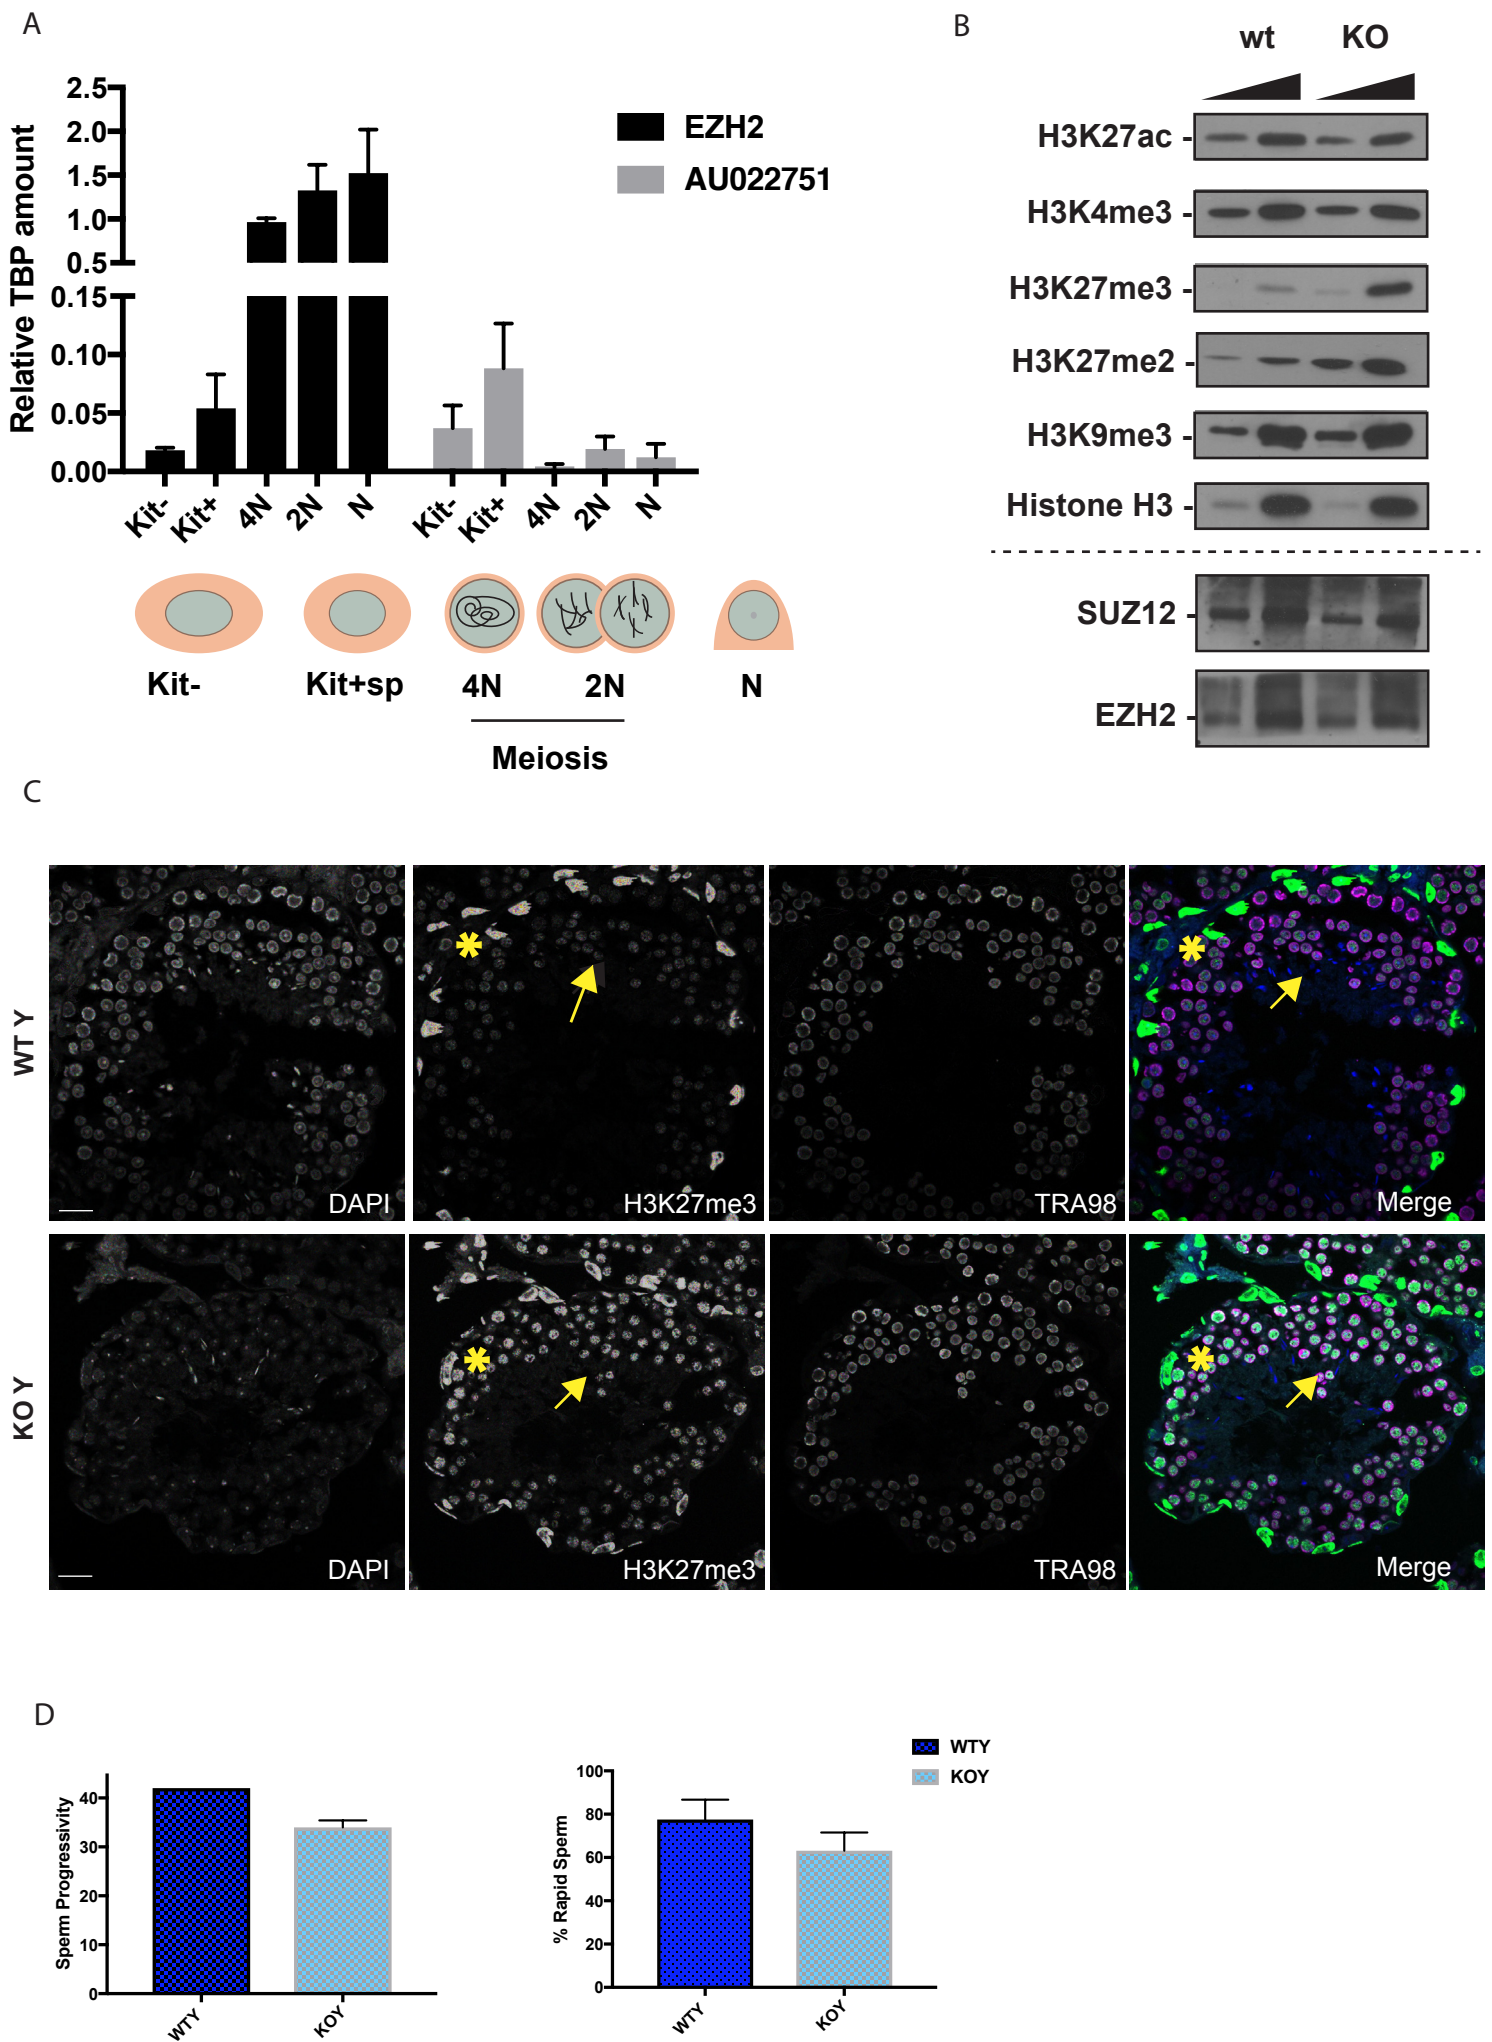 A
2.5
2.0
1.5
1.0
0.5
0.15
0.10
0.05
0.00
Relative TBP amount
EZH2
AU022751
Kit- Kit+ 4N 2N N Kit- Kit+ 4N 2N N
Kit- Kit+sp 4N 2N N
Meiosis
B
wt KO
H3K27ac -
H3K4me3 -
H3K27me3 -
H3K27me2 -
H3K9me3 -
Histone H3 -
SUZ12 -
EZH2 -
C
WT Y
DAPI H3K27me3 TRA98 Merge
KO Y
DAPI H3K27me3 TRA98 Merge
D
Sperm Progressivity
40
30
20
10
0
WTY KOY
% Rapid Sperm
100
80
60
40
20
0
WTY KOY
WTY
KOY